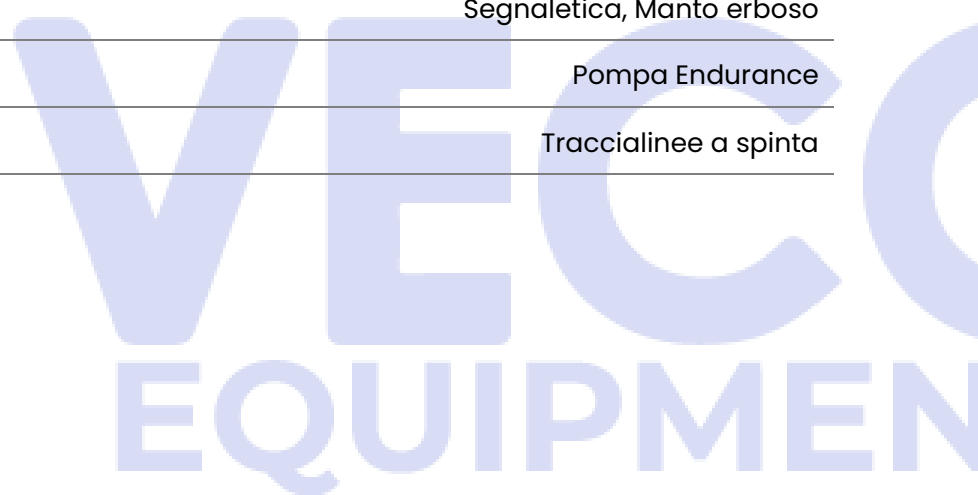 Segnaletica, Manto erboso
Pompa Endurance
Traccialinee a spinta
VECO
EQUIPMEN